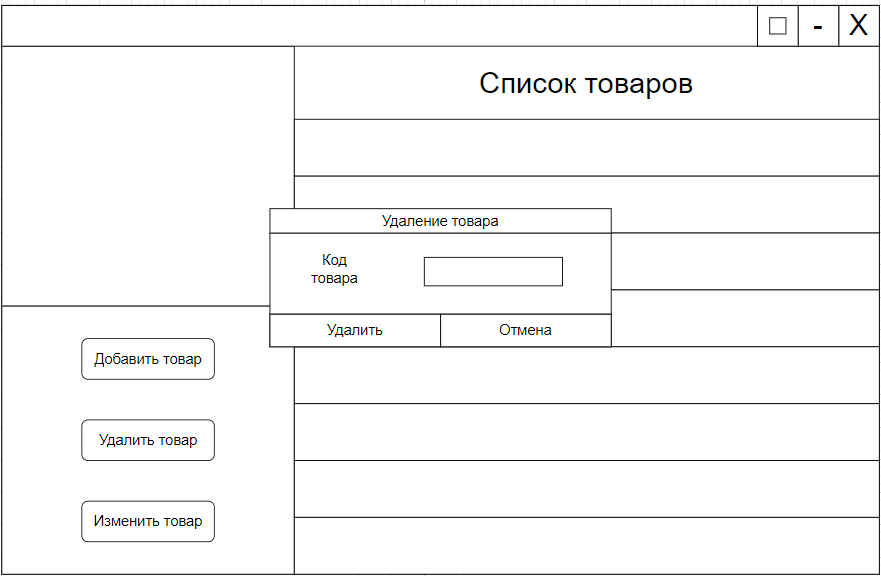 - X
Список товаров
Удаление товара
Код
товара
Удалить Отмена
Добавить товар
Удалить товар
Изменить товар